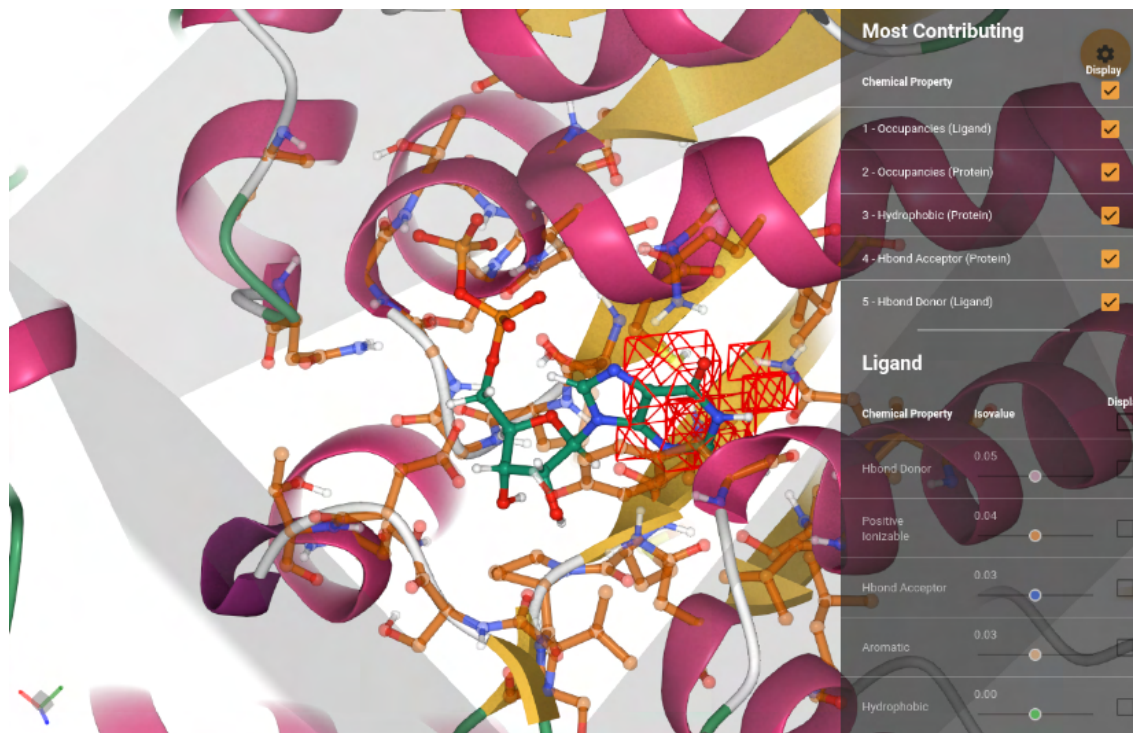 Most Contributing
Display
Chemical Property
1 - Occupancies (Ligand)
2 - Occupancies (Protein)
3 - Hydrophobic (Protein)
4 - Hbond Acceptor (Protein)
5 - Hbond Donor (Ligand)
Ligand
Chemical Property Isovalue Displ
0.05
Hbond Donor
0.04
Positive
Ionizable
0.03
Hbond Acceptor
0.03
Aromatic
0.00
Hydrophobic